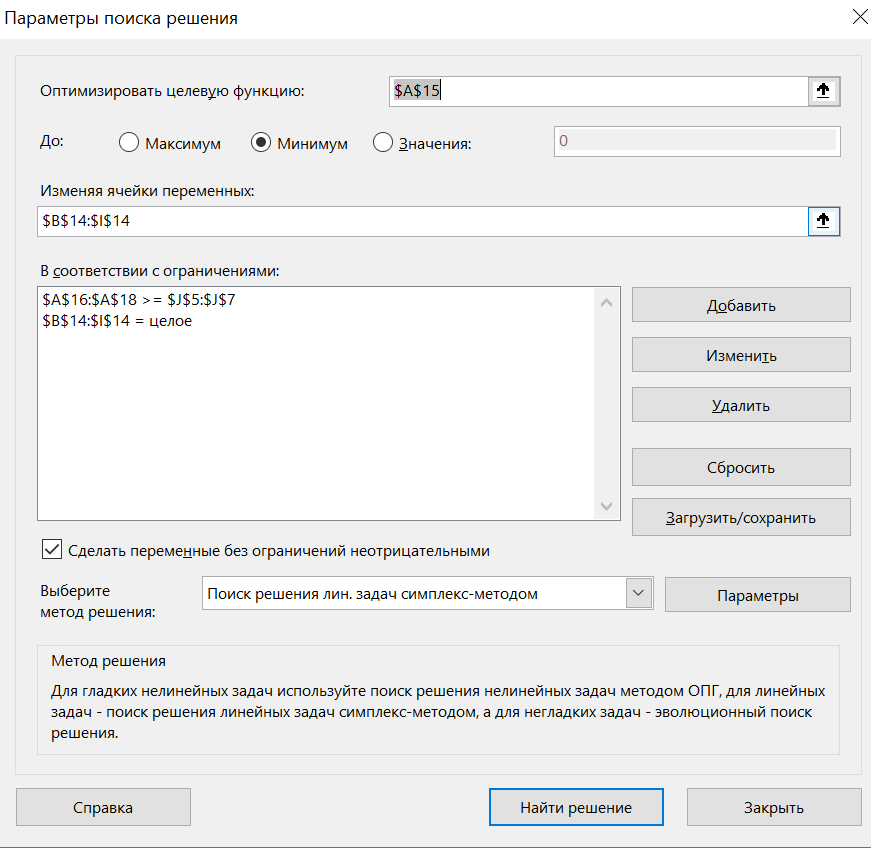 Параметры поиска решения
Оптимизировать целевую функцию:
$A$15
До:
Максимум
Минимум
Значения:
0
Изменяя ячейки переменных:
$B$14:$I$14
В соответствии с ограничениями:
$A$16:$A$18 >= $J$5:$J$7
$B$14:$I$14 = целое
Добавить
Изменить
Удалить
Сбросить
Загрузить/сохранить
Сделать переменные без ограничений неотрицательными
Выберите
метод решения:
Поиск решения лин. задач симплекс-методом
Параметры
Метод решения
Для гладких нелинейных задач используйте поиск решения нелинейных задач методом ОПГ, для линейных
задач - поиск решения линейных задач симплекс-методом, а для негладких задач - эволюционный поиск
решения.
Справка
Найти решение
Закрыть